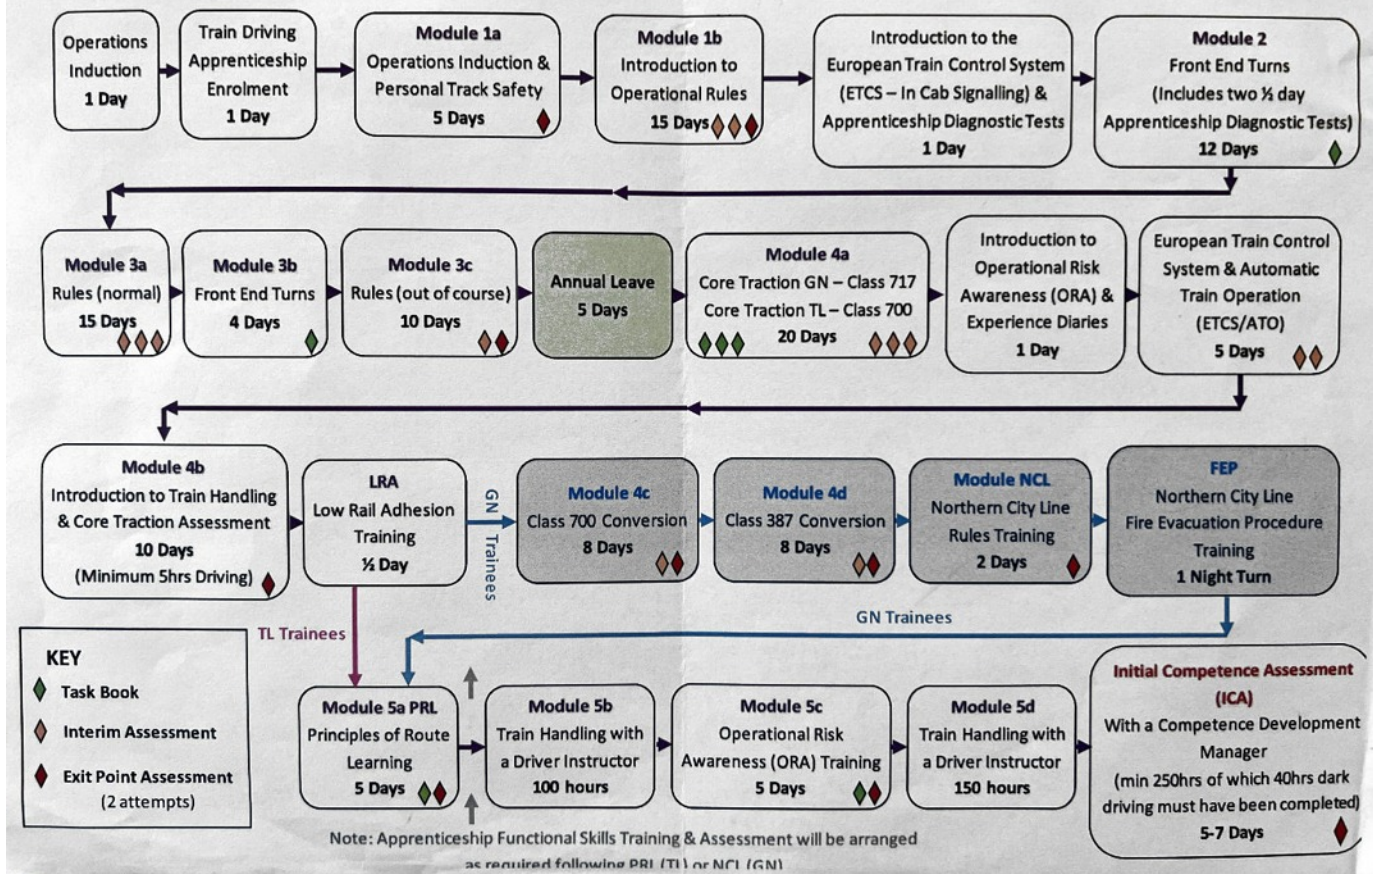 Operations
Induction
1 Day
Train Driving
Apprenticeship
Enrolment
1 Day
Module 1a
Operations Induction &
Personal Track Safety
5 Days
Module 1b
Introduction to
Operational Rules
15 Days
Introduction to the
European Train Control System
(ETCS – In Cab Signalling) &
Apprenticeship Diagnostic Tests
1 Day
Module 2
Front End Turns
(Includes two ½ day
Apprenticeship Diagnostic Tests)
12 Days
Module 3a
Rules (normal)
15 Days
Module 3b
Front End Turns
4 Days
Module 3c
Rules (out of course)
10 Days
Annual Leave
5 Days
Module 4a
Core Traction GN – Class 717
Core Traction TL – Class 700
20 Days
Introduction to
Operational Risk
Awareness (ORA) &
Experience Diaries
1 Day
European Train Control
System & Automatic
Train Operation
(ETCS/ATO)
5 Days
Module 4b
Introduction to Train Handling
& Core Traction Assessment
10 Days
(Minimum 5hrs Driving)
LRA
Low Rail Adhesion
Training
½ Day
GN Trainees
Module 4c
Class 700 Conversion
8 Days
Module 4d
Class 387 Conversion
8 Days
Module NCL
Northern City Line
Rules Training
2 Days
FEP
Northern City Line
Fire Evacuation Procedure
Training
1 Night Turn
TL Trainees
GN Trainees
KEY
Task Book
Interim Assessment
Exit Point Assessment
(2 attempts)
Module 5a PRL
Principles of Route
Learning
5 Days
Module 5b
Train Handling with
a Driver Instructor
100 hours
Module 5c
Operational Risk
Awareness (ORA) Training
5 Days
Module 5d
Train Handling with
a Driver Instructor
150 hours
Initial Competence Assessment
(ICA)
With a Competence Development
Manager
(min 250hrs of which 40hrs dark
driving must have been completed)
5-7 Days
Note: Apprenticeship Functional Skills Training & Assessment will be arranged
as required following PRL (TL) or NCL (GN)